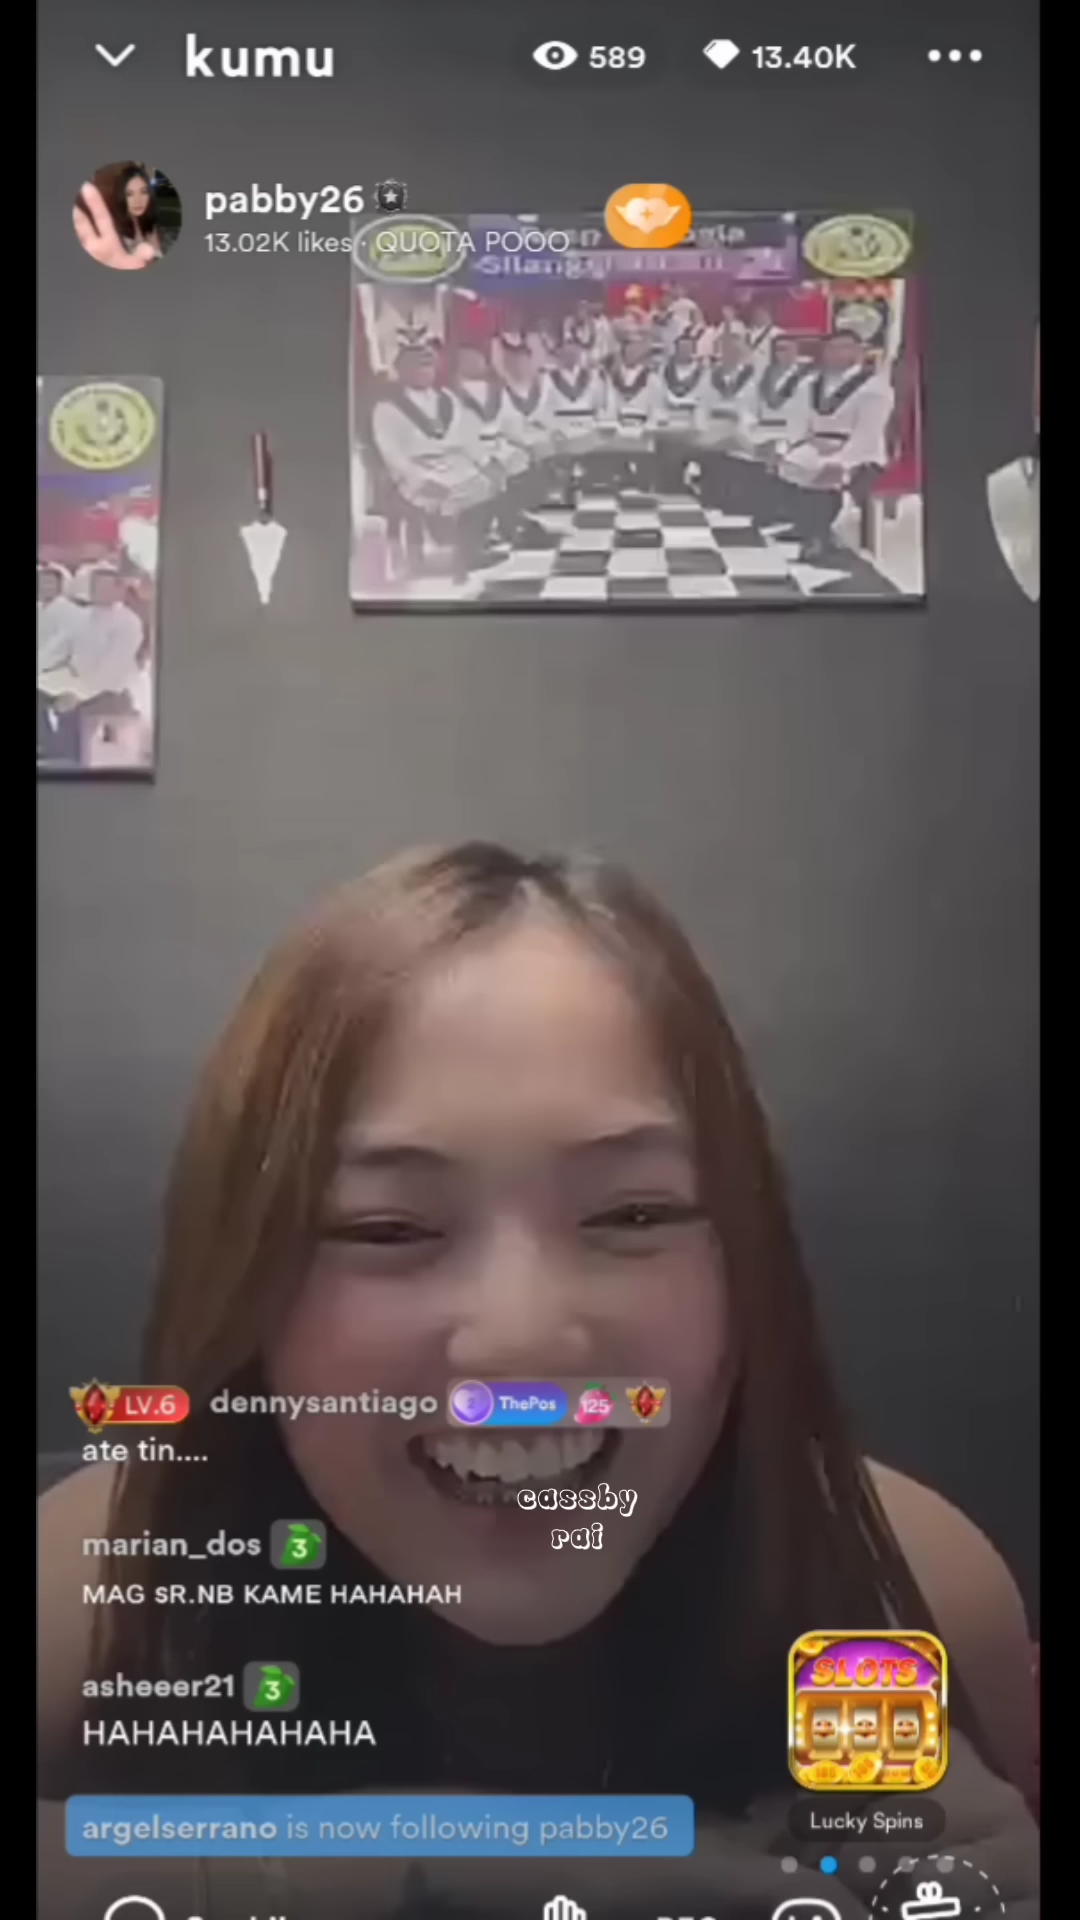 kumu
589
13.40K
pabby26
13.02K likes · QUOTA POOO
Silangganan
LV.6 dennysantiago ThePos 125
ate tin....
cassby
rai
marian_dos 3
MAG sR.NB KAME HAHAHAH
asheeer21 3
HAHAHAHAHAHA
SLOTS
Lucky Spins
argelserrano is now following pabby26